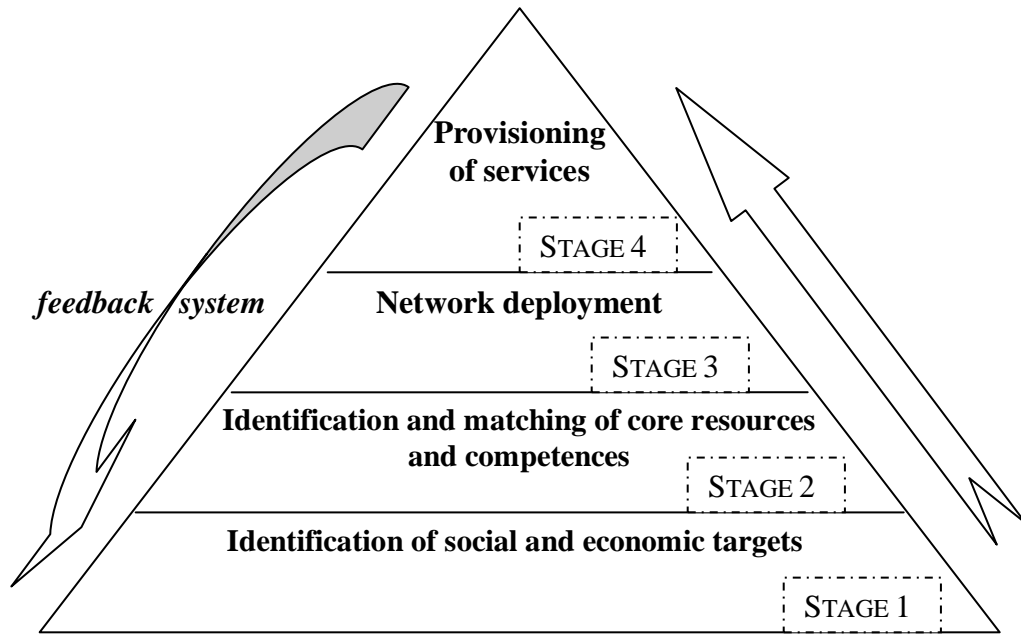 Provisioning
of services
STAGE 4
feedback system
Network deployment
STAGE 3
Identification and matching of core resources
and competences
STAGE 2
Identification of social and economic targets
STAGE 1